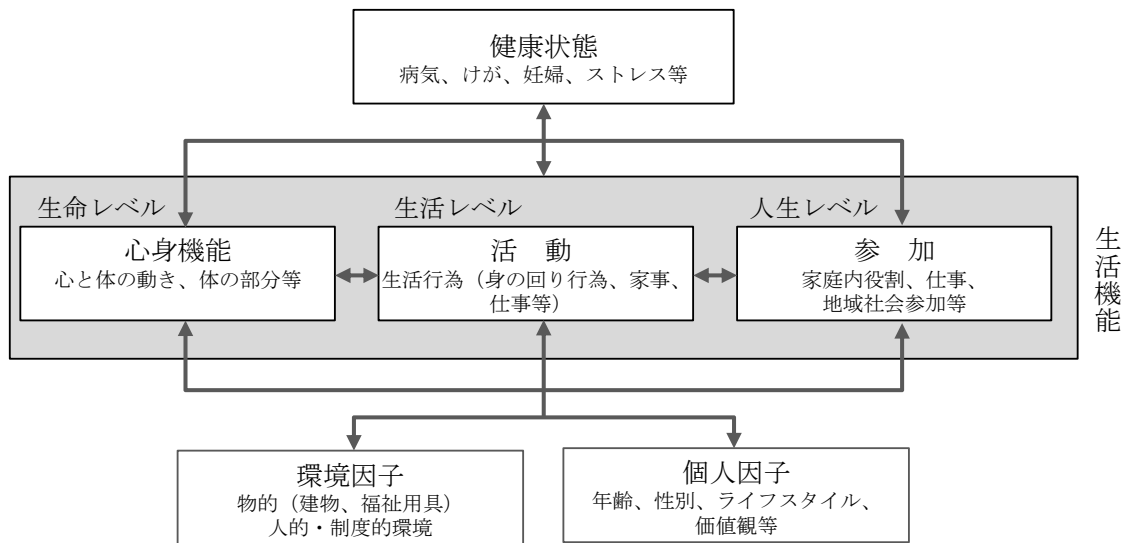 健康状態
病気、けが、妊婦、ストレス等
生命レベル
生活レベル
人生レベル
心身機能
心と体の動き、体の部分等
活　動
生活行為（身の回り行為、家事、
仕事等）
参　加
家庭内役割、仕事、
地域社会参加等
生活機能
環境因子
物的（建物、福祉用具）
人的・制度的環境
個人因子
年齢、性別、ライフスタイル、
価値観等